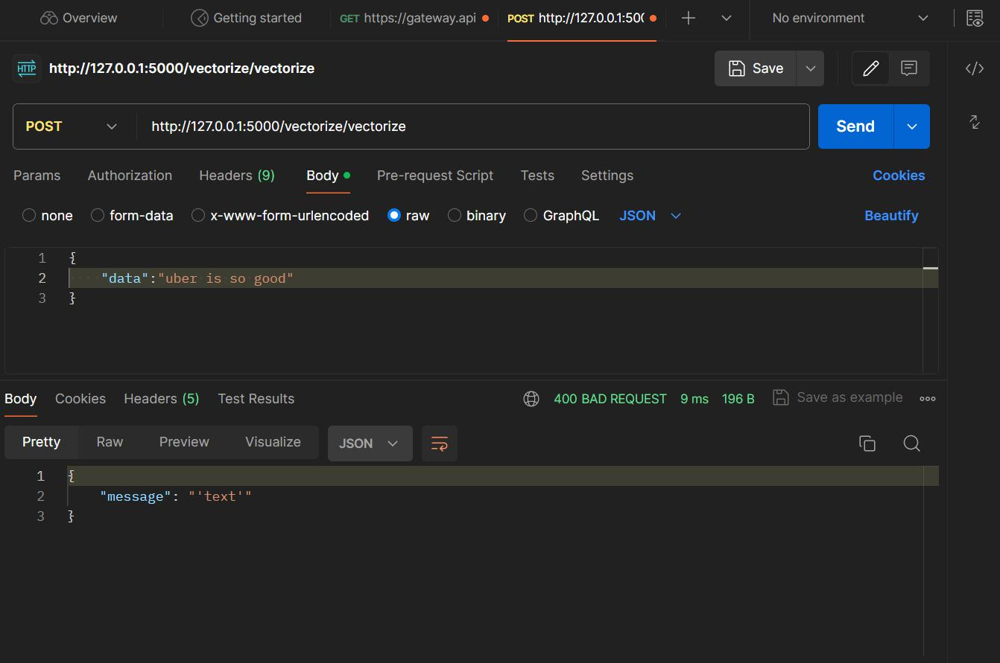 Overview Getting started GET https://gateway.api POST http://127.0.0.1:50( No environment
HTTP http://127.0.0.1:5000/vectorize/vectorize Save </>
POST http://127.0.0.1:5000/vectorize/vectorize Send
Params Authorization Headers (9) Body Pre-request Script Tests Settings Cookies
none form-data x-www-form-urlencoded raw binary GraphQL JSON Beautify
1 {
2 "data":"uber is so good"
3 }
Body Cookies Headers (5) Test Results 400 BAD REQUEST 9 ms 196 B Save as example
Pretty Raw Preview Visualize JSON
1 {
2 "message": "'text'"
3 }